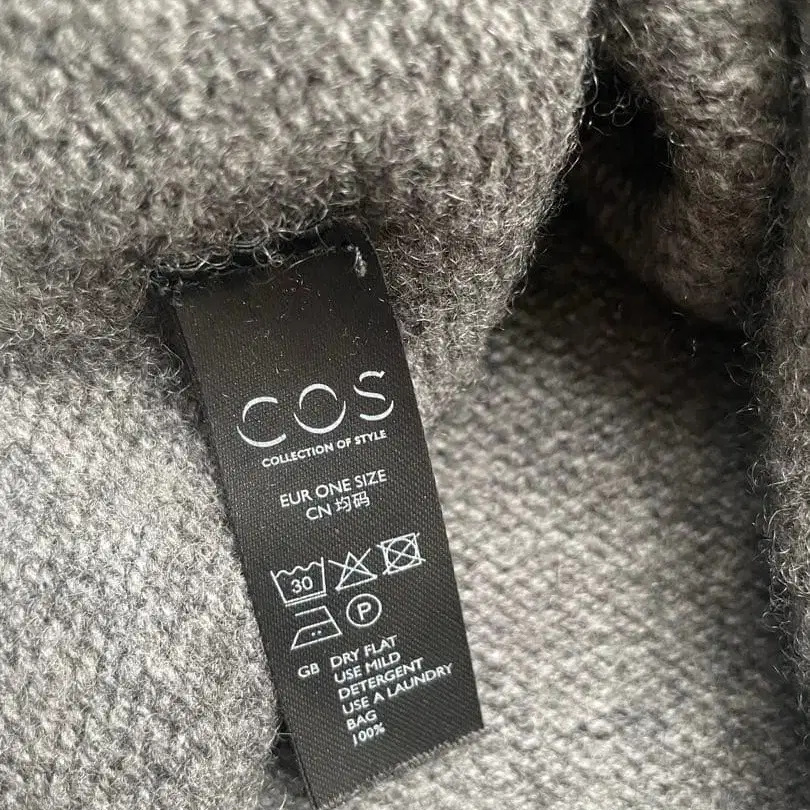 COS
COLLECTION OF STYLE
EUR ONE SIZE
CN 均码
30
P
GB DRY FLAT
USE MILD
DETERGENT
USE A LAUNDRY
BAG
100%